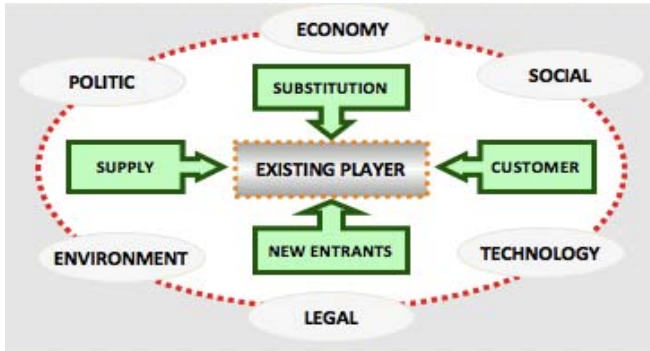 ECONOMY
POLITIC
SOCIAL
SUBSTITUTION
SUPPLY
EXISTING PLAYER
CUSTOMER
ENVIRONMENT
NEW ENTRANTS
TECHNOLOGY
LEGAL